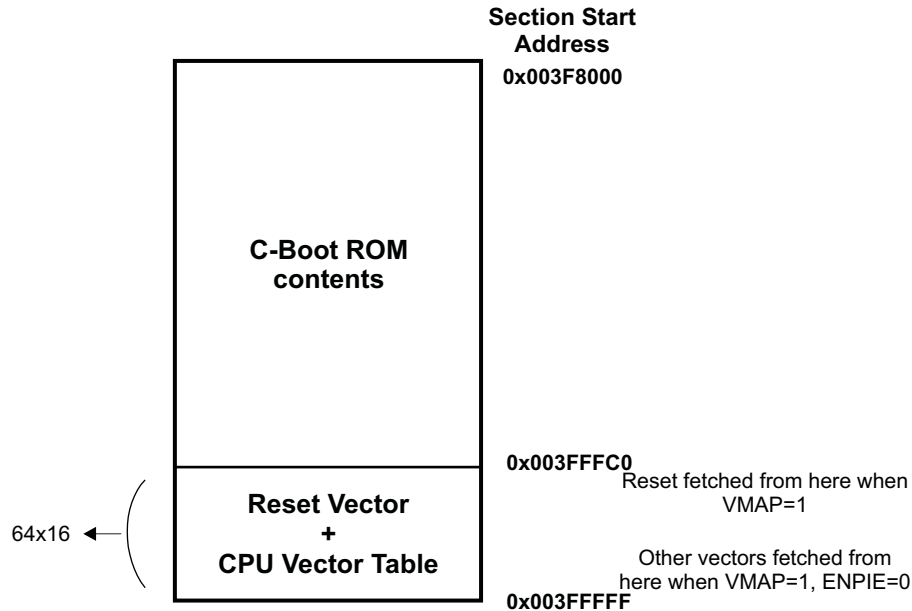 Section Start
Address
0x003F8000
C-Boot ROM
contents
0x003FFFC0
Reset fetched from here when
VMAP=1
Reset Vector
+
CPU Vector Table
64x16
Other vectors fetched from
here when VMAP=1, ENPIE=0
0x003FFFFF